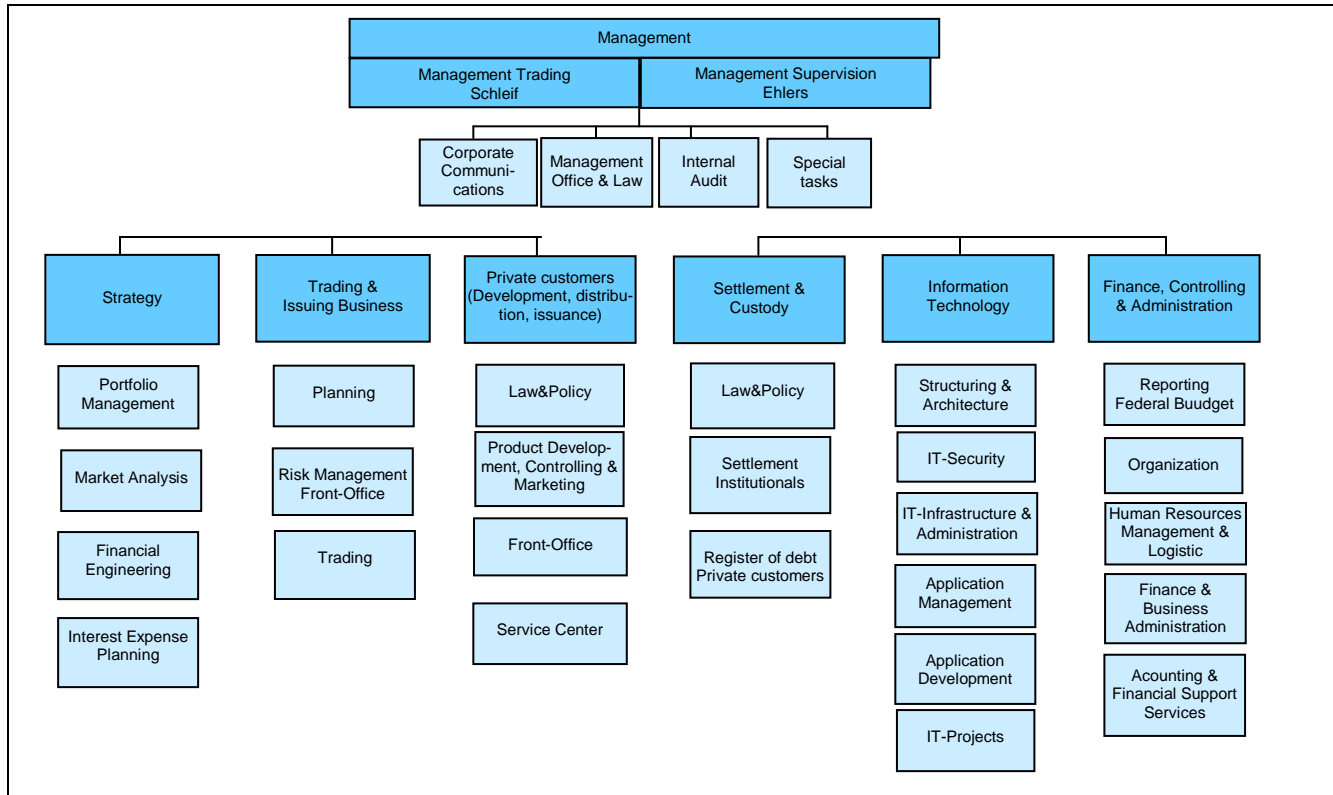 Management
Management Trading
Schleif
Management Supervision
Ehlers
Corporate
Communi-
cations
Management
Office & Law
Internal
Audit
Special
tasks
Strategy
Trading &
Issuing Business
Private customers
(Development, distribu-
tion, issuance)
Settlement &
Custody
Information
Technology
Finance, Controlling
& Administration
Portfolio
Management
Market Analysis
Financial
Engineering
Interest Expense
Planning
Planning
Risk Management
Front-Office
Trading
Law&Policy
Product Develop-
ment, Controlling &
Marketing
Front-Office
Service Center
Law&Policy
Settlement
Institutionals
Register of debt
Private customers
Structuring &
Architecture
IT-Security
IT-Infrastructure &
Administration
Application
Management
Application
Development
IT-Projects
Reporting
Federal Buudget
Organization
Human Resources
Management &
Logistic
Finance &
Business
Administration
Acounting &
Financial Support
Services